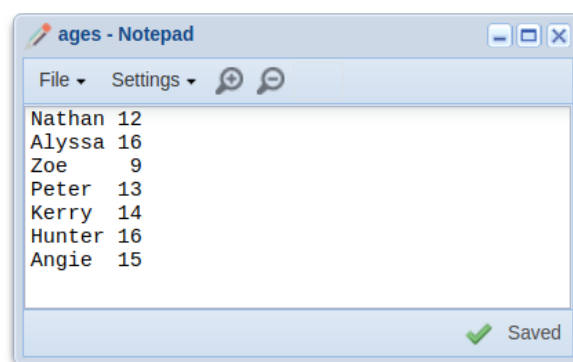 ages - Notepad
File Settings
Nathan 12
Alyssa 16
Zoe     9
Peter  13
Kerry  14
Hunter 16
Angie  15
Saved